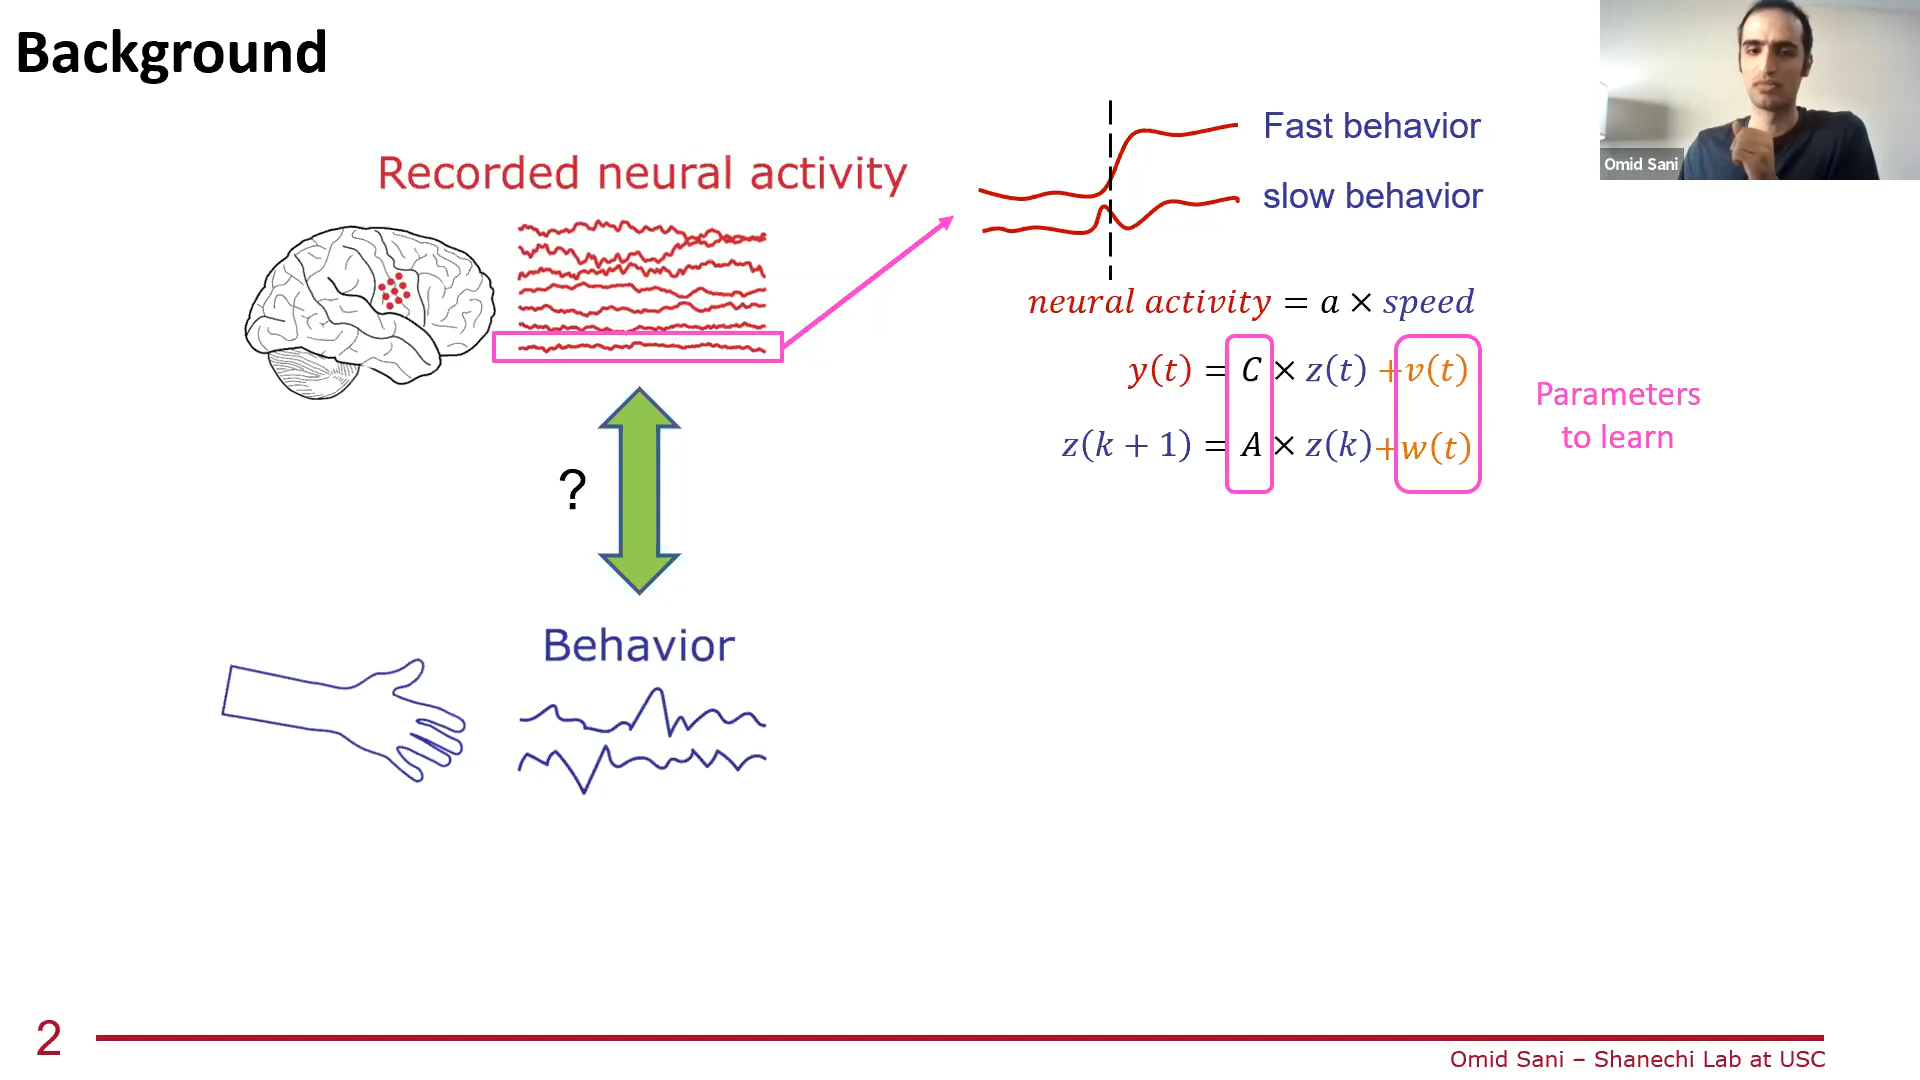 Background
Omid Sani
Recorded neural activity
Fast behavior
slow behavior
neural activity = a × speed
y(t) = C × z(t) +v(t)
z(k + 1) = A × z(k)+w(t)
Parameters
to learn
?
Behavior
2
Omid Sani – Shanechi Lab at USC